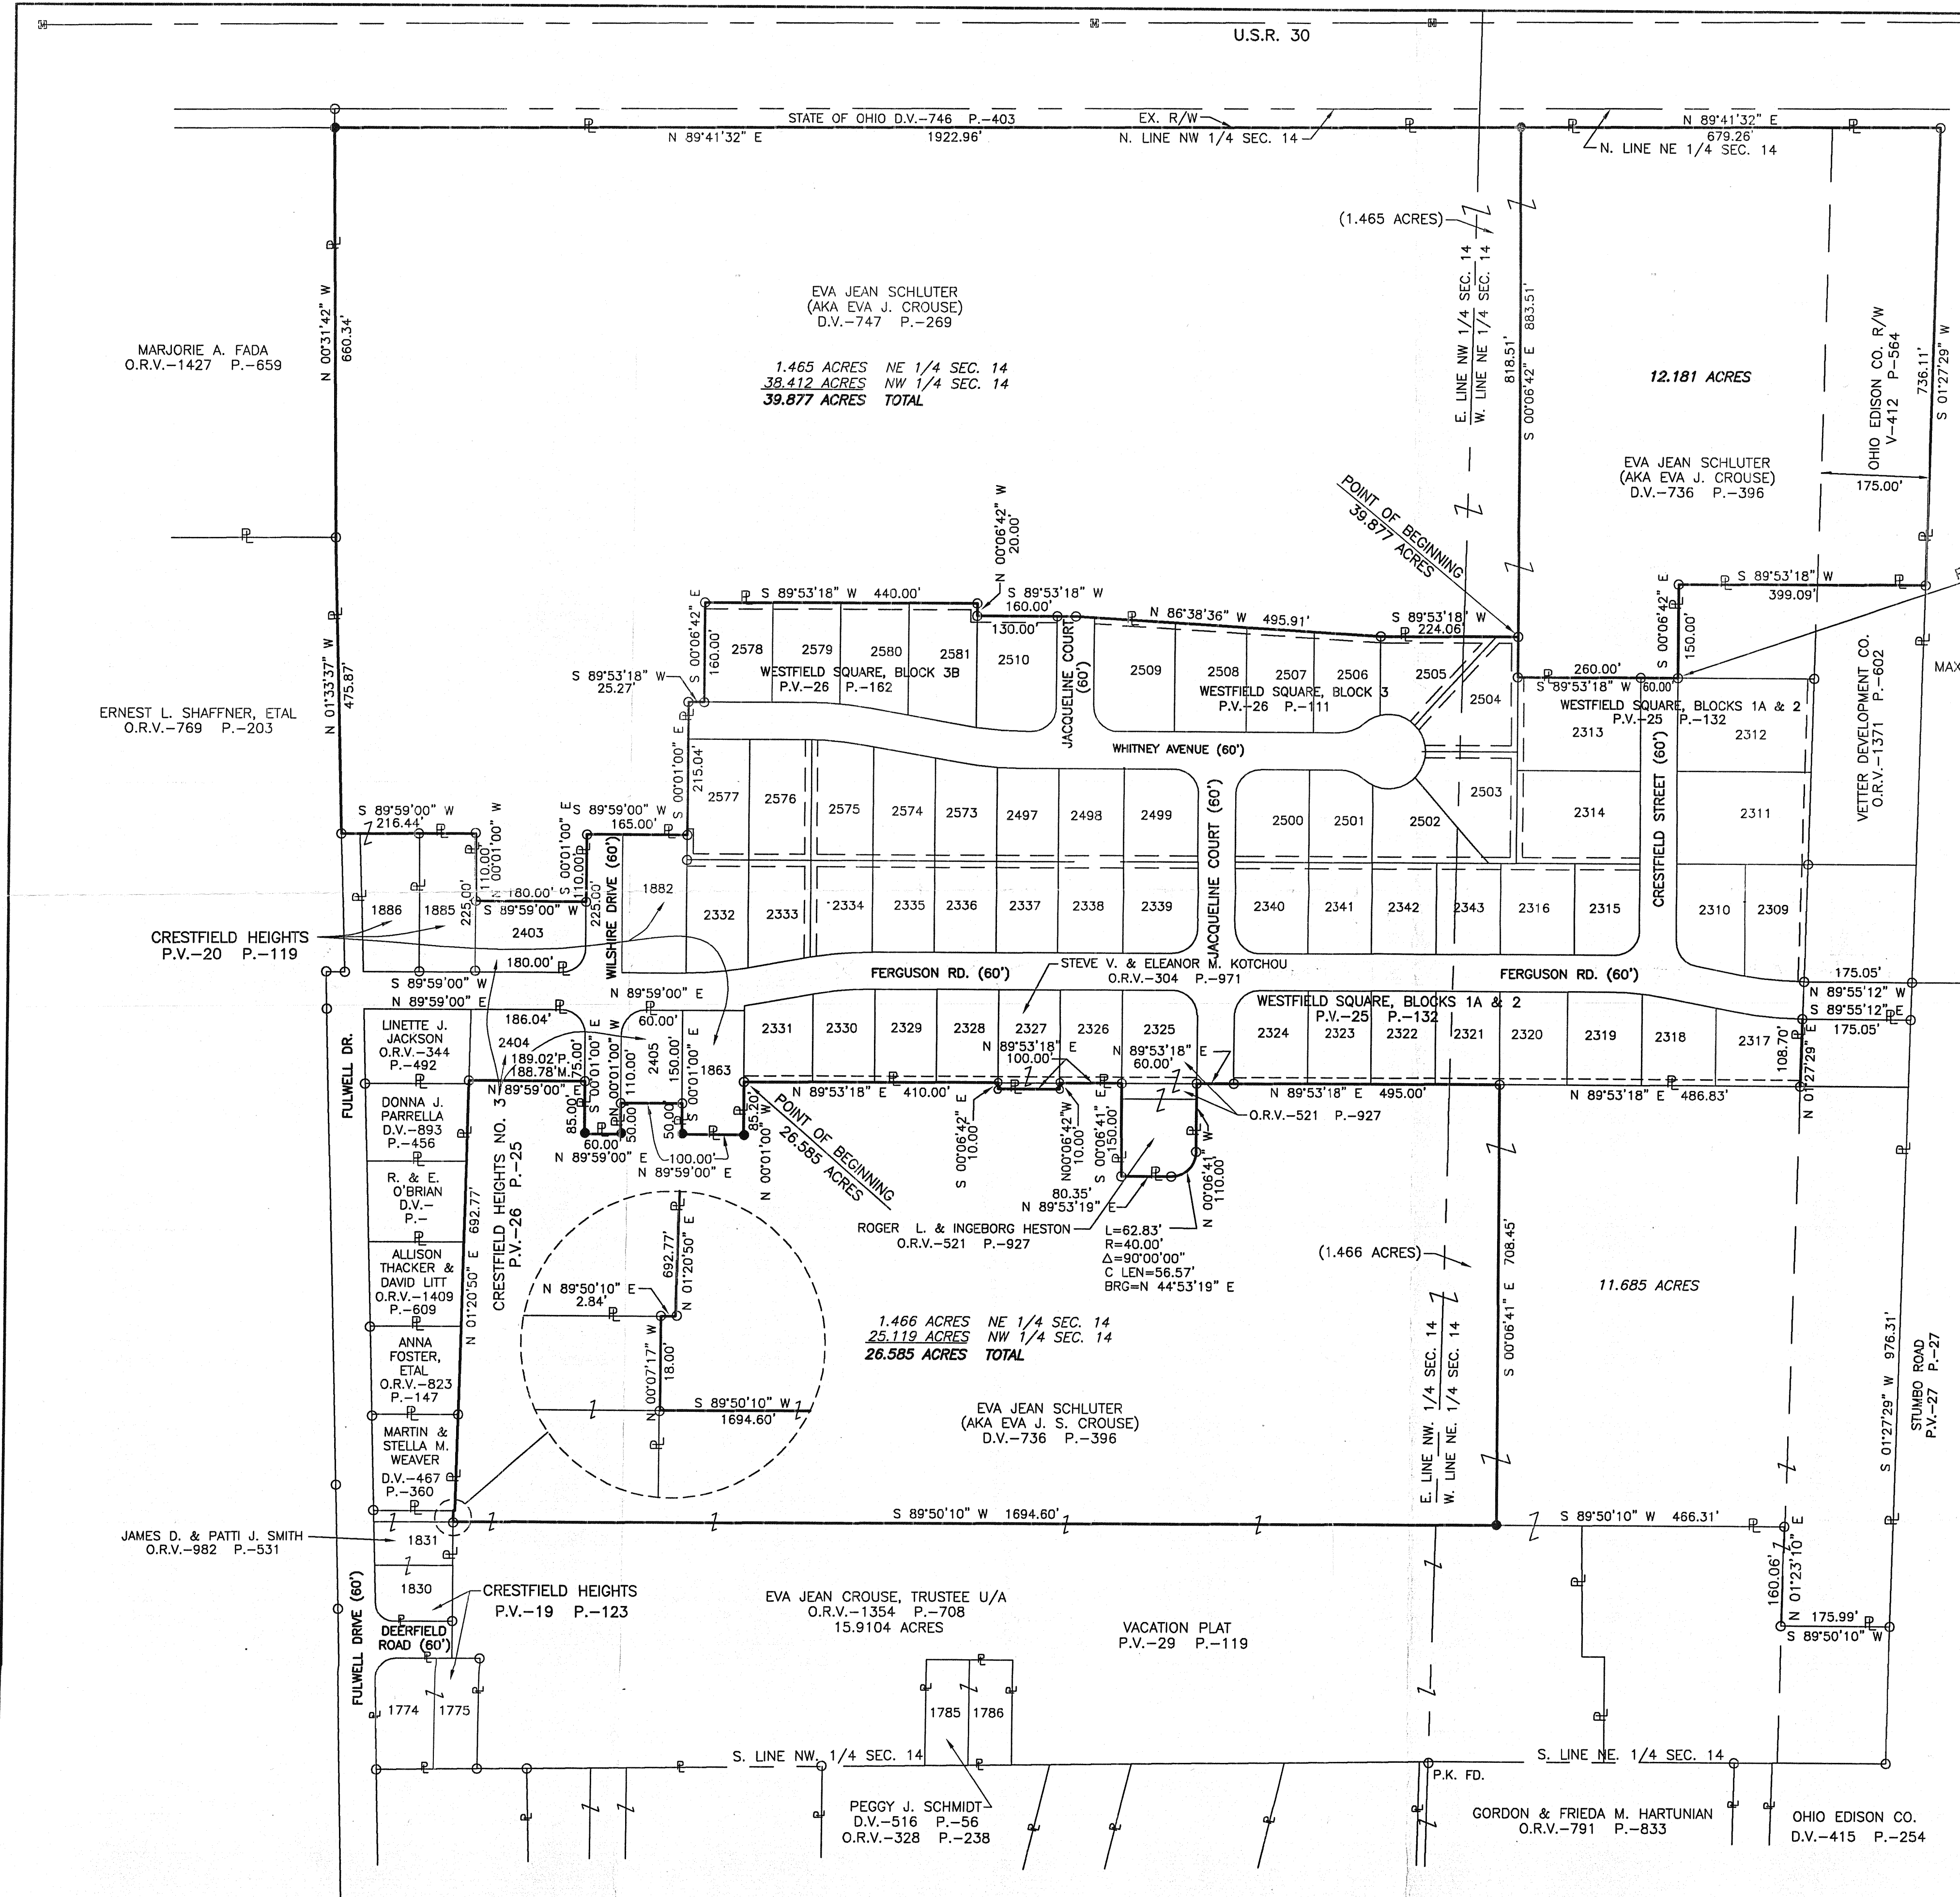 U.S.R. 30
STATE OF OHIO D.V.-746 P.-403
EX. R/W
N 89°41'32" E
1922.96'
N. LINE NW 1/4 SEC. 14
N 89°41'32" E
679.26'
N. LINE NE 1/4 SEC. 14
(1.465 ACRES)
E. LINE NW 1/4 SEC. 14
W. LINE NE 1/4 SEC. 14
818.51'
S 00°06'42" E 883.51'
N 00°31'42" W
660.34'
MARJORIE A. FADA
O.R.V.-1427 P.-659
EVA JEAN SCHLUTER
(AKA EVA J. CROUSE)
D.V.-747 P.-269
1.465 ACRES NE 1/4 SEC. 14
38.412 ACRES NW 1/4 SEC. 14
39.877 ACRES TOTAL
12.181 ACRES
EVA JEAN SCHLUTER
(AKA EVA J. CROUSE)
D.V.-736 P.-396
OHIO EDISON CO. R/W
V-412 P-564
175.00'
736.11'
S 01°27'29" W
POINT OF BEGINNING
39.877 ACRES
N 01°33'37" W
475.87'
ERNEST L. SHAFFNER, ETAL
O.R.V.-769 P.-203
S 89°53'18" W 440.00'
N 00°06'42" W
20.00'
S 89°53'18" W
160.00'
130.00'
N 86°38'36" W 495.91'
S 89°53'18" W
224.06'
S 00°06'42" E
160.00'
S 89°53'18" W
25.27'
S 00°01'00" E
215.04'
2578
2579
2580
2581
2510
2509
2508
2507
2506
2505
2504
WESTFIELD SQUARE, BLOCK 3B
P.V.-26 P.-162
JACQUELINE COURT
(60')
WESTFIELD SQUARE, BLOCK 3
P.V.-26 P.-111
WHITNEY AVENUE (60')
S 89°53'18" W
399.09'
S 00°06'42" E
150.00'
260.00'
S 89°53'18" W
60.00'
WESTFIELD SQUARE, BLOCKS 1A & 2
P.V.-25 P.-132
2313
2312
2314
2311
CRESTFIELD STREET (60')
VETTER DEVELOPMENT CO.
O.R.V.-1371 P.-602
MAX
2577
2576
2575
2574
2573
2497
2498
2499
2500
2501
2502
2503
JACQUELINE COURT (60')
S 89°59'00" W
216.44'
110.00'
N 00°01'00" W
S 00°01'00" E
110.00'
S 89°59'00" W
165.00'
180.00'
S 89°59'00" W
225.00'
225.00'
WILSHIRE DRIVE (60')
1886
1885
2403
1882
2332
2333
2334
2335
2336
2337
2338
2339
2340
2341
2342
2343
2316
2315
2310
2309
CRESTFIELD HEIGHTS
P.V.-20 P.-119
180.00'
S 89°59'00" W
N 89°59'00" E
FERGUSON RD. (60')
STEVE V. & ELEANOR M. KOTCHOU
O.R.V.-304 P.-971
FERGUSON RD. (60')
175.05'
N 89°55'12" W
S 89°55'12" E
175.05'
N 89°59'00" E
60.00'
LINETTE J.
JACKSON
O.R.V.-344
P.-492
186.04'
2404
189.02'P.
188.78'M.
N 89°59'00" E
75.00'
85.00'
S 00°01'00" E
N 00°01'00" W
110.00'
50.00'
2405
150.00'
S 00°01'00" E
50.00'
1863
85.20'
N 00°01'00" W
60.00'
N 89°59'00" E
100.00'
N 89°59'00" E
FULWELL DR.
2331
2330
2329
2328
2327
2326
2325
2324
2323
2322
2321
2320
2319
2318
2317
WESTFIELD SQUARE, BLOCKS 1A & 2
P.V.-25 P.-132
108.70'
N 01°27'29" E
N 89°53'18" E
100.00'
N 89°53'18" E
60.00'
N 89°53'18" E 410.00'
N 89°53'18" E 495.00'
N 89°53'18" E 486.83'
O.R.V.-521 P.-927
POINT OF BEGINNING
26.585 ACRES
S 00°06'42" E
10.00'
N00°06'42"W
10.00'
S 00°06'41" E
150.00'
80.35'
N 89°53'19" E
N 00°06'41" W
110.00'
ROGER L. & INGEBORG HESTON
O.R.V.-521 P.-927
L=62.83'
R=40.00'
Δ=90°00'00"
C LEN=56.57'
BRG=N 44°53'19" E
DONNA J.
PARRELLA
D.V.-893
P.-456
R. & E.
O'BRIAN
D.V.-
P.-
ALLISON
THACKER &
DAVID LITT
O.R.V.-1409
P.-609
ANNA
FOSTER,
ETAL
O.R.V.-823
P.-147
MARTIN &
STELLA M.
WEAVER
D.V.-467
P.-360
N 01°20'50" E 692.77'
CRESTFIELD HEIGHTS NO. 3
P.V.-26 P.-25
692.77'
N 01°20'50" E
N 89°50'10" E
2.84'
N 00°07'17" W
18.00'
S 89°50'10" W
1694.60'
(1.466 ACRES)
1.466 ACRES NE 1/4 SEC. 14
25.119 ACRES NW 1/4 SEC. 14
26.585 ACRES TOTAL
EVA JEAN SCHLUTER
(AKA EVA J. S. CROUSE)
D.V.-736 P.-396
E. LINE NW. 1/4 SEC. 14
W. LINE NE. 1/4 SEC. 14
S 00°06'41" E 708.45'
11.685 ACRES
S 01°27'29" W 976.31'
STUMBO ROAD
P.V.-27 P.-27
S 89°50'10" W 1694.60'
S 89°50'10" W 466.31'
160.06'
N 01°23'10" E
175.99'
S 89°50'10" W
JAMES D. & PATTI J. SMITH
O.R.V.-982 P.-531
1831
1830
CRESTFIELD HEIGHTS
P.V.-19 P.-123
DEERFIELD
ROAD (60')
FULWELL DRIVE (60')
1774
1775
EVA JEAN CROUSE, TRUSTEE U/A
O.R.V.-1354 P.-708
15.9104 ACRES
VACATION PLAT
P.V.-29 P.-119
1785
1786
S. LINE NW. 1/4 SEC. 14
S. LINE NE. 1/4 SEC. 14
P.K. FD.
PEGGY J. SCHMIDT
D.V.-516 P.-56
O.R.V.-328 P.-238
GORDON & FRIEDA M. HARTUNIAN
O.R.V.-791 P.-833
OHIO EDISON CO.
D.V.-415 P.-254